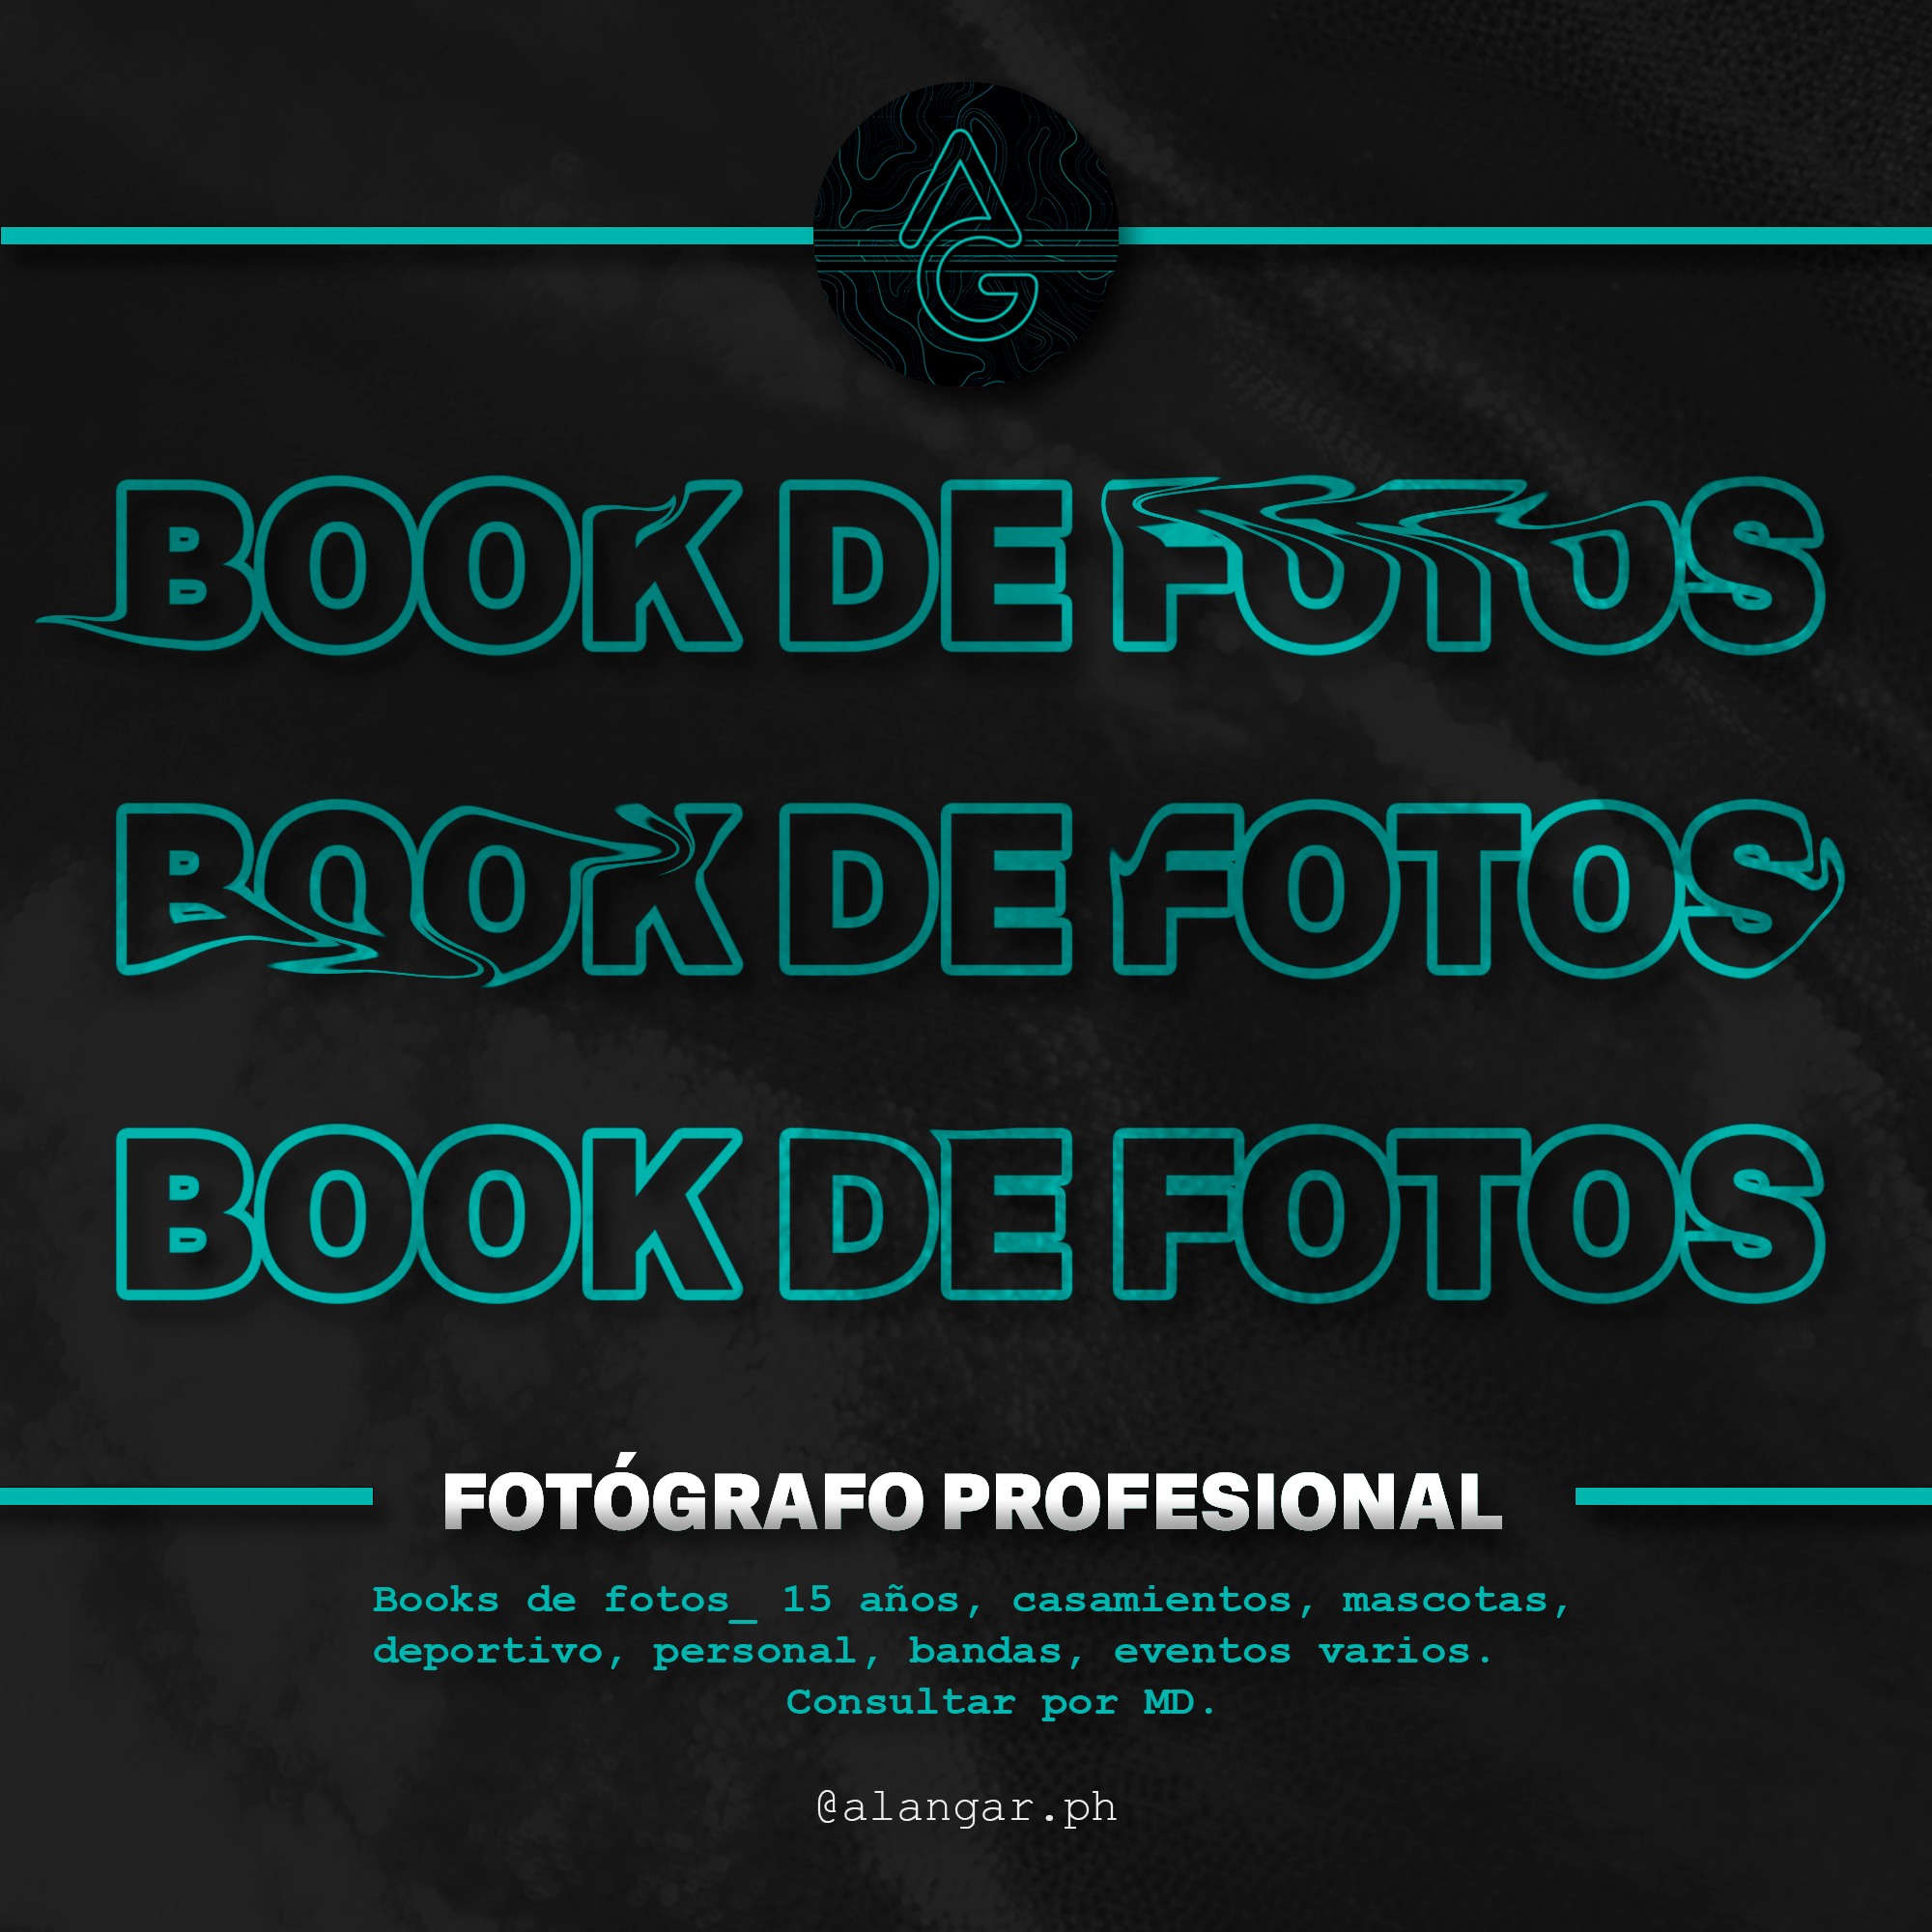 AG
BOOK DE FOTOS
BOOK DE FOTOS
BOOK DE FOTOS
FOTÓGRAFO PROFESIONAL
Books de fotos_ 15 años, casamientos, mascotas,
deportivo, personal, bandas, eventos varios.
Consultar por MD.
@alangar.ph